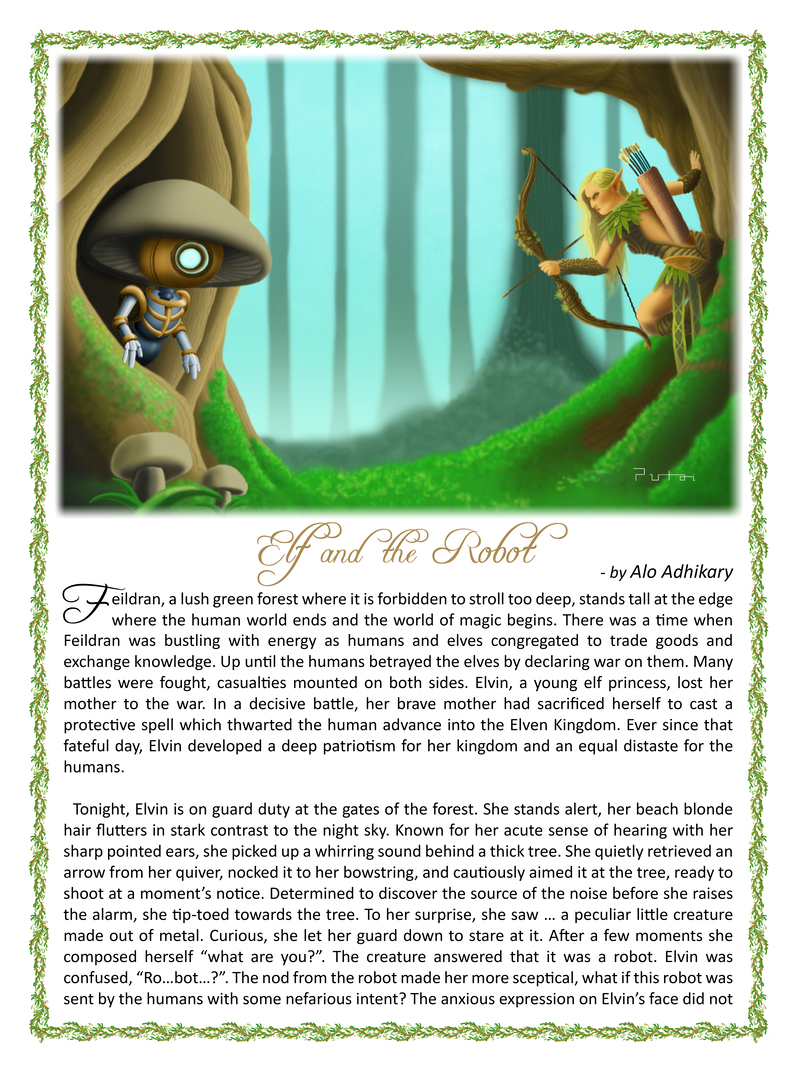 Putai
Elf and the Robot
- by Alo Adhikary
Feildran, a lush green forest where it is forbidden to stroll too deep, stands tall at the edge
where the human world ends and the world of magic begins. There was a time when
Feildran was bustling with energy as humans and elves congregated to trade goods and
exchange knowledge. Up until the humans betrayed the elves by declaring war on them. Many
battles were fought, casualties mounted on both sides. Elvin, a young elf princess, lost her
mother to the war. In a decisive battle, her brave mother had sacrificed herself to cast a
protective spell which thwarted the human advance into the Elven Kingdom. Ever since that
fateful day, Elvin developed a deep patriotism for her kingdom and an equal distaste for the
humans.
Tonight, Elvin is on guard duty at the gates of the forest. She stands alert, her beach blonde
hair flutters in stark contrast to the night sky. Known for her acute sense of hearing with her
sharp pointed ears, she picked up a whirring sound behind a thick tree. She quietly retrieved an
arrow from her quiver, nocked it to her bowstring, and cautiously aimed it at the tree, ready to
shoot at a moment’s notice. Determined to discover the source of the noise before she raises
the alarm, she tip-toed towards the tree. To her surprise, she saw … a peculiar little creature
made out of metal. Curious, she let her guard down to stare at it. After a few moments she
composed herself “what are you?”. The creature answered that it was a robot. Elvin was
confused, “Ro…bot…?”. The nod from the robot made her more sceptical, what if this robot was
sent by the humans with some nefarious intent? The anxious expression on Elvin’s face did not